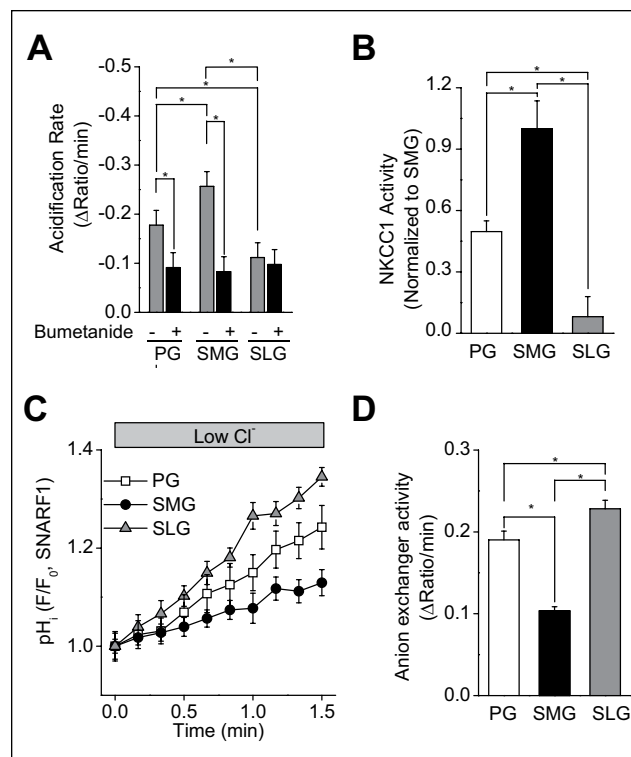 A
-0.5
-0.4
-0.3
-0.2
-0.1
0.0
Acidification Rate
(ΔRatio/min)
* * * * *
Bumetanide - + - + - +
PG SMG SLG
B
1.2
0.9
0.6
0.3
0.0
NKCC1 Activity
(Normalized to SMG)
* * *
PG SMG SLG
C
Low Cl⁻
1.4
1.2
1.0
pHᵢ (F/F₀, SNARF1)
PG
SMG
SLG
0.0 0.5 1.0 1.5
Time (min)
D
0.3
0.2
0.1
0.0
Anion exchanger activity
(ΔRatio/min)
* * *
PG SMG SLG